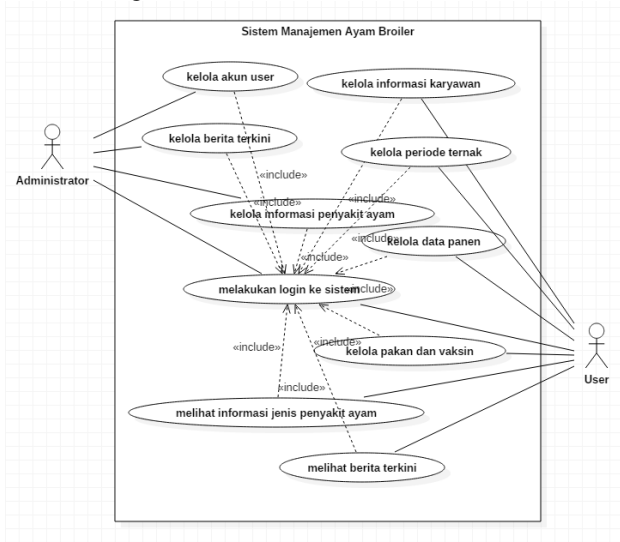 Sistem Manajemen Ayam Broiler
kelola akun user
kelola informasi karyawan
kelola berita terkini
kelola periode ternak
Administrator
«include»
«include»
kelola informasi penyakit ayam
«include»
kelola data panen
«include»
melakukan login ke sistem
«include»
«include»
«include»
kelola pakan dan vaksin
User
«include»
melihat informasi jenis penyakit ayam
melihat berita terkini